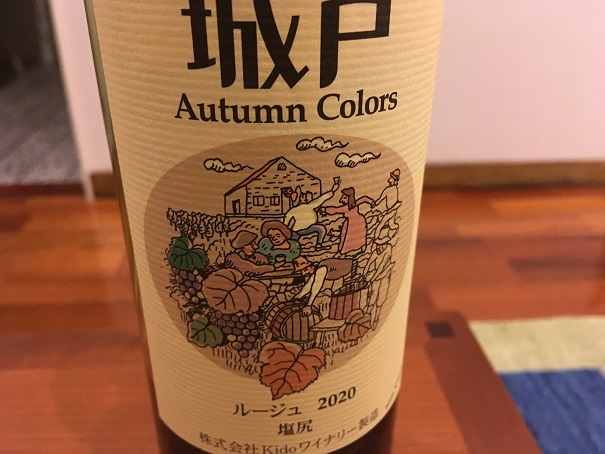 城戸
Autumn Colors
ルージュ 2020
塩尻
株式会社Kidoワイナリー製造